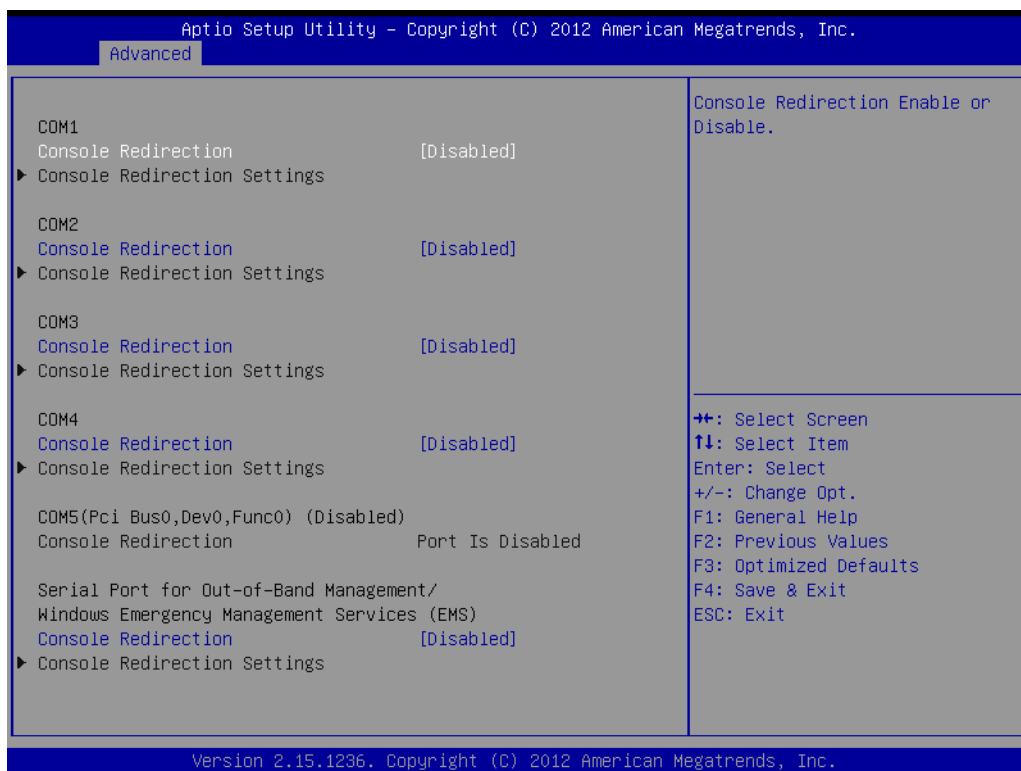 Aptio Setup Utility – Copyright (C) 2012 American Megatrends, Inc.
Advanced
COM1
Console Redirection [Disabled]
▶ Console Redirection Settings
COM2
Console Redirection [Disabled]
▶ Console Redirection Settings
COM3
Console Redirection [Disabled]
▶ Console Redirection Settings
COM4
Console Redirection [Disabled]
▶ Console Redirection Settings
COM5(Pci Bus0,Dev0,Func0) (Disabled)
Console Redirection Port Is Disabled
Serial Port for Out-of-Band Management/
Windows Emergency Management Services (EMS)
Console Redirection [Disabled]
▶ Console Redirection Settings
Console Redirection Enable or
Disable.
→←: Select Screen
↑↓: Select Item
Enter: Select
+/-: Change Opt.
F1: General Help
F2: Previous Values
F3: Optimized Defaults
F4: Save & Exit
ESC: Exit
Version 2.15.1236. Copyright (C) 2012 American Megatrends, Inc.